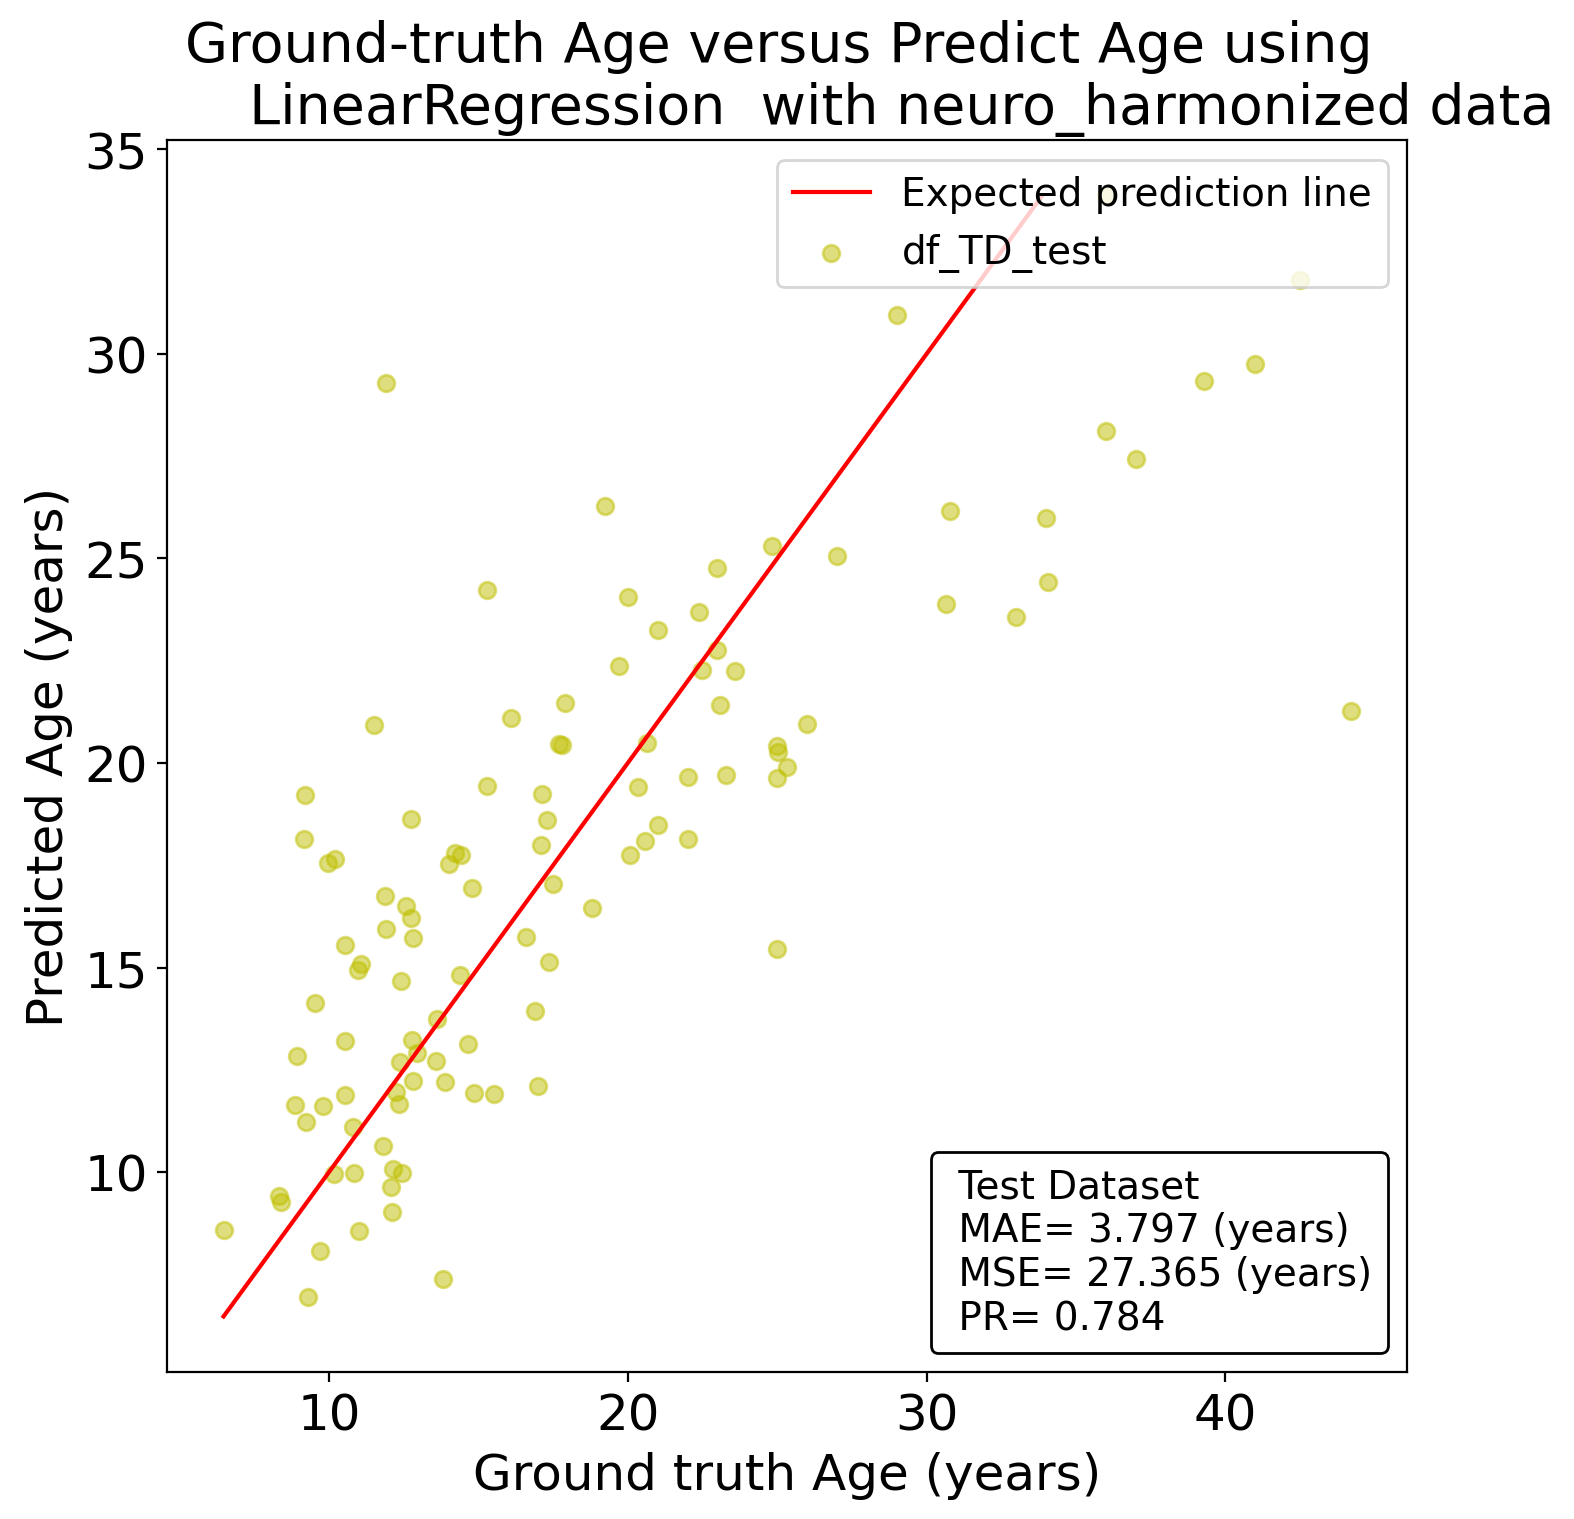 Ground-truth Age versus Predict Age using
LinearRegression  with neuro_harmonized data
35
30
25
20
15
10
Predicted Age (years)
Expected prediction line
df_TD_test
Test Dataset
MAE= 3.797 (years)
MSE= 27.365 (years)
PR= 0.784
10 20 30 40
Ground truth Age (years)